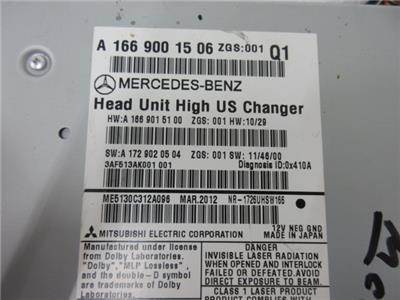 A 166 900 15 06 ZGS:001 Q1
MERCEDES-BENZ
Head Unit High US Changer
HW:A 166 901 51 00 ZGS: 001 HW: 10/29
SW:A 172 902 05 04 ZGS: 001 SW: 11/46/00
3AF513AK001 001 Diagnosis ID:0x410A
ME5130C312A096 MAR.2012 NR-1726UHSW166
MITSUBISHI ELECTRIC CORPORATION 12V NEG GND
MADE IN JAPAN
Manufactured under license
from Dolby Laboratories.
"Dolby","MLP Lossless",
and the double-D symbol
are trademarks of
Dolby Laboratories.
DANGER
INVISIBLE LASER RADIATION
WHEN OPENED AND INTERLOCK
FAILED OR DEFEATED.AVOID
DIRECT EXPOSURE TO BEAM
CLASS 1 LASER PRODUCT